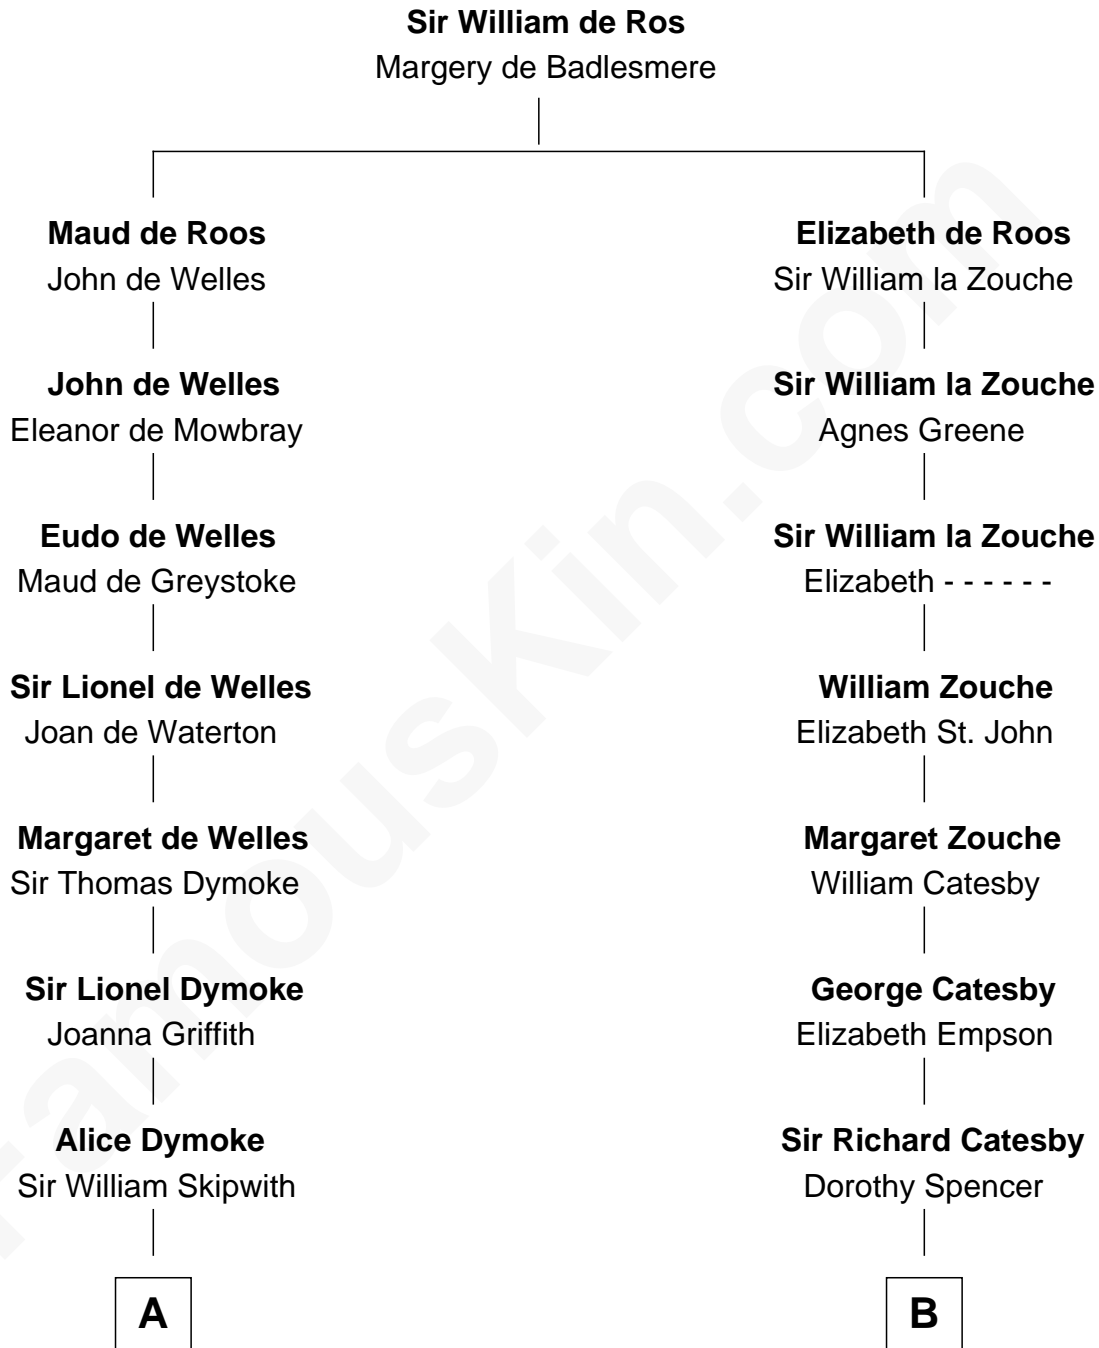 Sir William de Ros
Margery de Badlesmere
Maud de Roos
John de Welles
Elizabeth de Roos
Sir William la Zouche
John de Welles
Eleanor de Mowbray
Sir William la Zouche
Agnes Greene
Eudo de Welles
Maud de Greystoke
Sir William la Zouche
Elizabeth - - - - - -
Sir Lionel de Welles
Joan de Waterton
William Zouche
Elizabeth St. John
Margaret de Welles
Sir Thomas Dymoke
Margaret Zouche
William Catesby
Sir Lionel Dymoke
Joanna Griffith
George Catesby
Elizabeth Empson
Alice Dymoke
Sir William Skipwith
Sir Richard Catesby
Dorothy Spencer
A
B
FamousKin.com